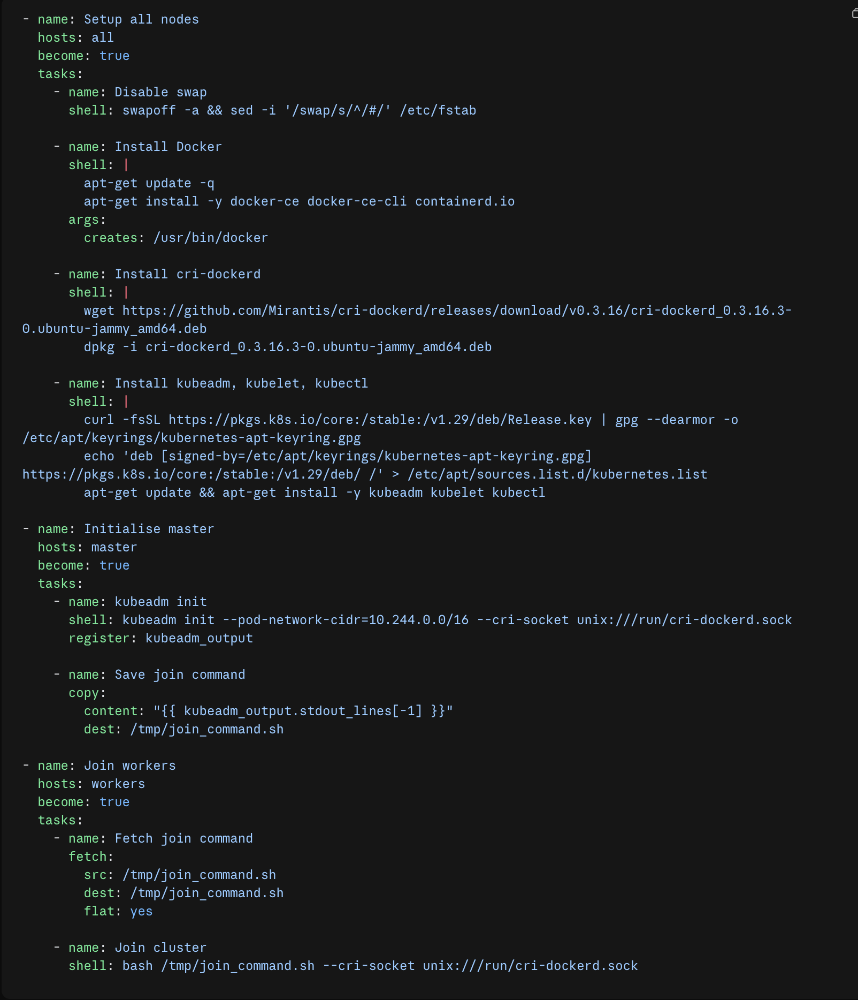 - name: Setup all nodes
  hosts: all
  become: true
  tasks:
    - name: Disable swap
      shell: swapoff -a && sed -i '/swap/s/^/#/' /etc/fstab

    - name: Install Docker
      shell: |
        apt-get update -q
        apt-get install -y docker-ce docker-ce-cli containerd.io
      args:
        creates: /usr/bin/docker

    - name: Install cri-dockerd
      shell: |
        wget https://github.com/Mirantis/cri-dockerd/releases/download/v0.3.16/cri-dockerd_0.3.16.3-
0.ubuntu-jammy_amd64.deb
        dpkg -i cri-dockerd_0.3.16.3-0.ubuntu-jammy_amd64.deb

    - name: Install kubeadm, kubelet, kubectl
      shell: |
        curl -fsSL https://pkgs.k8s.io/core:/stable:/v1.29/deb/Release.key | gpg --dearmor -o
/etc/apt/keyrings/kubernetes-apt-keyring.gpg
        echo 'deb [signed-by=/etc/apt/keyrings/kubernetes-apt-keyring.gpg]
https://pkgs.k8s.io/core:/stable:/v1.29/deb/ /' > /etc/apt/sources.list.d/kubernetes.list
        apt-get update && apt-get install -y kubeadm kubelet kubectl

- name: Initialise master
  hosts: master
  become: true
  tasks:
    - name: kubeadm init
      shell: kubeadm init --pod-network-cidr=10.244.0.0/16 --cri-socket unix:///run/cri-dockerd.sock
      register: kubeadm_output

    - name: Save join command
      copy:
        content: "{{ kubeadm_output.stdout_lines[-1] }}"
        dest: /tmp/join_command.sh

- name: Join workers
  hosts: workers
  become: true
  tasks:
    - name: Fetch join command
      fetch:
        src: /tmp/join_command.sh
        dest: /tmp/join_command.sh
        flat: yes

    - name: Join cluster
      shell: bash /tmp/join_command.sh --cri-socket unix:///run/cri-dockerd.sock